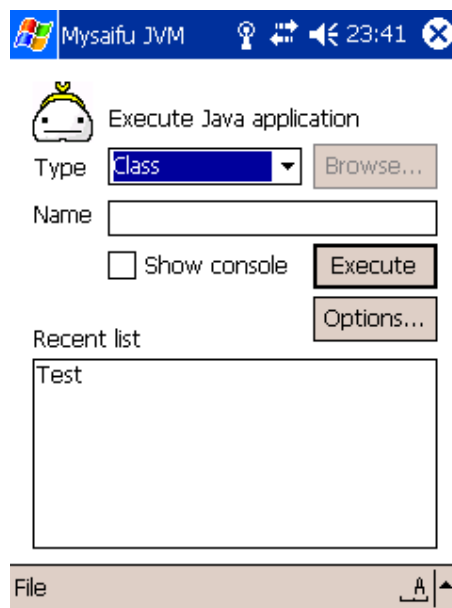 Mysaifu JVM 23:41
Execute Java application
Type Class Browse...
Name
Show console Execute
Options...
Recent list
Test
File A